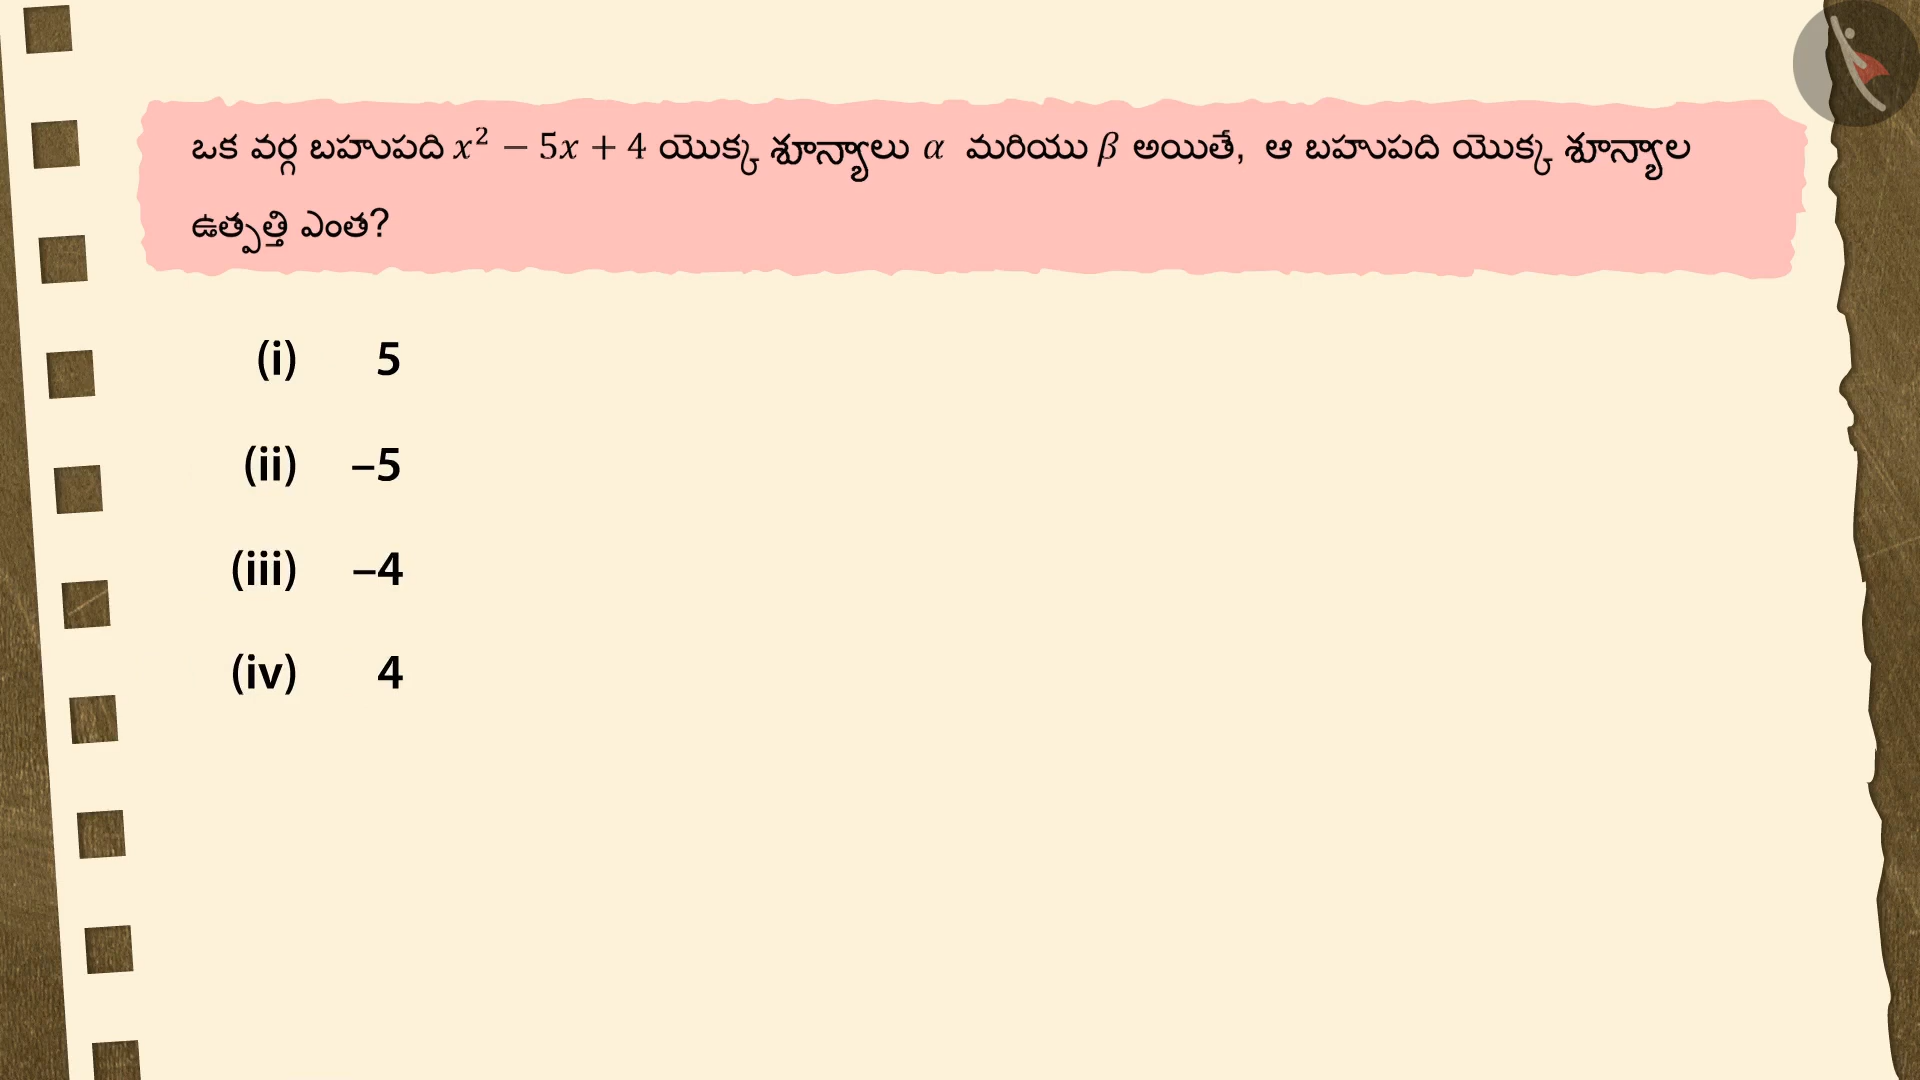 ఒక వర్గ బహుపది x² − 5x + 4 యొక్క శూన్యాలు α మరియు β అయితే, ఆ బహుపది యొక్క శూన్యాల
ఉత్పత్తి ఎంత?
(i) 5
(ii) –5
(iii) –4
(iv) 4